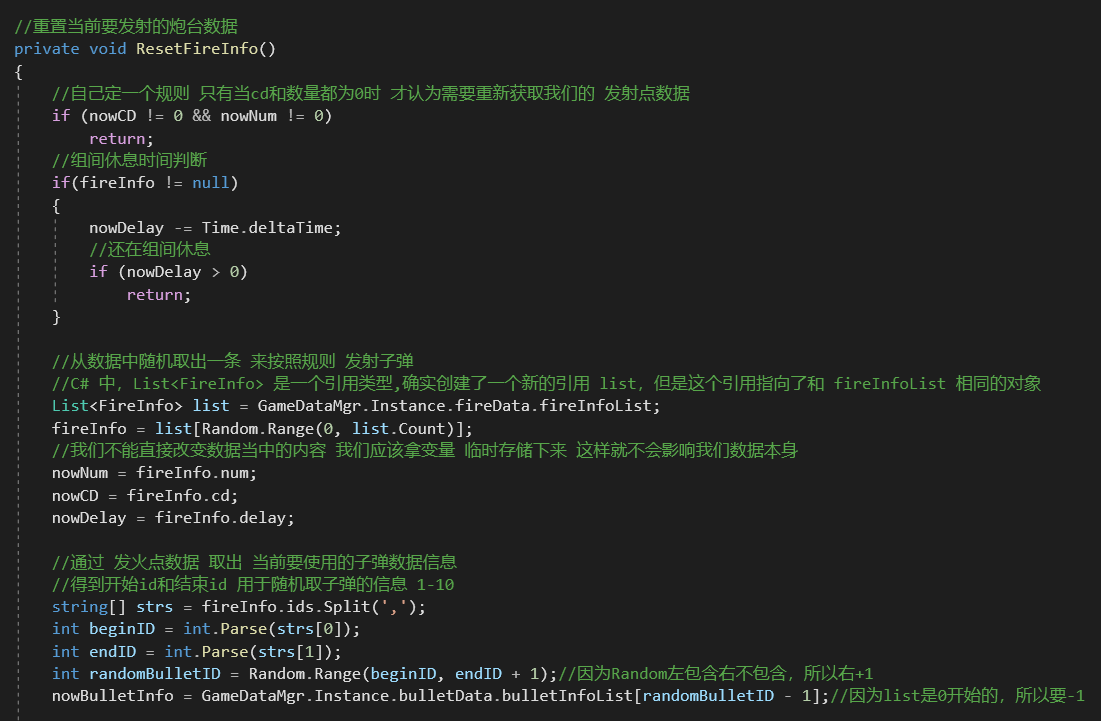 //重置当前要发射的炮台数据
private void ResetFireInfo()
{
//自己定一个规则 只有当cd和数量都为0时 才认为需要重新获取我们的 发射点数据
if (nowCD != 0 && nowNum != 0)
return;
//组间休息时间判断
if(fireInfo != null)
{
nowDelay -= Time.deltaTime;
//还在组间休息
if (nowDelay > 0)
return;
}
//从数据中随机取出一条 来按照规则 发射子弹
//C# 中，List<FireInfo> 是一个引用类型,确实创建了一个新的引用 list，但是这个引用指向了和 fireInfoList 相同的对象
List<FireInfo> list = GameDataMgr.Instance.fireData.fireInfoList;
fireInfo = list[Random.Range(0, list.Count)];
//我们不能直接改变数据当中的内容 我们应该拿变量 临时存储下来 这样就不会影响我们数据本身
nowNum = fireInfo.num;
nowCD = fireInfo.cd;
nowDelay = fireInfo.delay;
//通过 发火点数据 取出 当前要使用的子弹数据信息
//得到开始id和结束id 用于随机取子弹的信息 1-10
string[] strs = fireInfo.ids.Split(',');
int beginID = int.Parse(strs[0]);
int endID = int.Parse(strs[1]);
int randomBulletID = Random.Range(beginID, endID + 1);//因为Random左包含右不包含，所以右+1
nowBulletInfo = GameDataMgr.Instance.bulletData.bulletInfoList[randomBulletID - 1];//因为list是0开始的，所以要-1